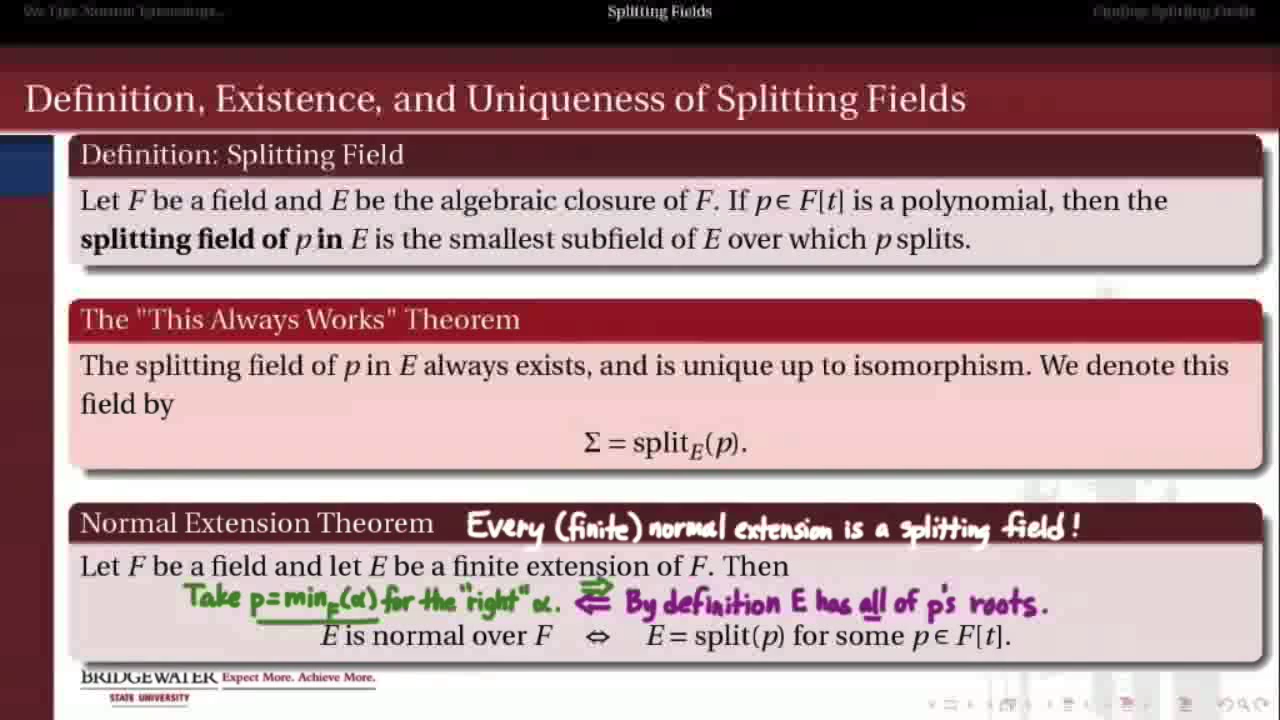 Splitting Fields
Definition, Existence, and Uniqueness of Splitting Fields
Definition: Splitting Field
Let F be a field and E be the algebraic closure of F. If p ∈ F[t] is a polynomial, then the
splitting field of p in E is the smallest subfield of E over which p splits.
The "This Always Works" Theorem
The splitting field of p in E always exists, and is unique up to isomorphism. We denote this
field by
Σ = split_E(p).
Normal Extension Theorem Every (finite) normal extension is a splitting field!
Let F be a field and let E be a finite extension of F. Then
Take p=min_F(α) for the "right" α. ⇒ ⇐ By definition E has all of p's roots.
E is normal over F ⇔ E = split(p) for some p ∈ F[t].
BRIDGEWATER Expect More. Achieve More.
STATE UNIVERSITY